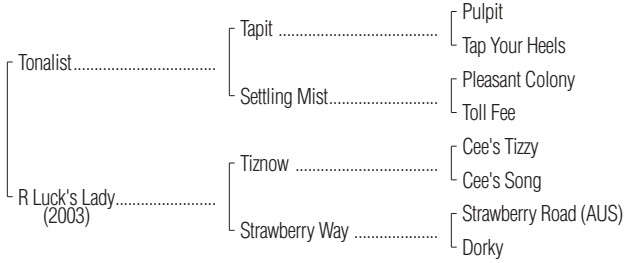 Pulpit
Tapit ................................
Tap Your Heels
Tonalist............................
Pleasant Colony
Settling Mist......................
Toll Fee
Cee's Tizzy
Tiznow ............................
Cee's Song
R Luck's Lady....................
(2003)
Strawberry Road (AUS)
Strawberry Way .................
Dorky